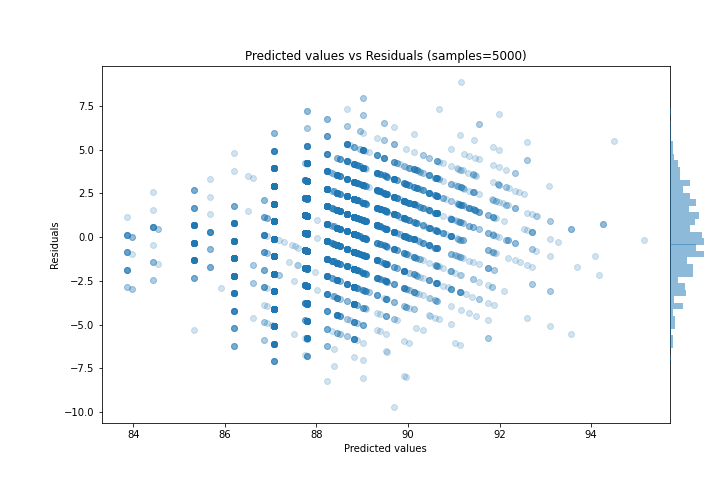 Predicted values vs Residuals (samples=5000)
7.5
5.0
2.5
0.0
−2.5
−5.0
−7.5
−10.0
Residuals
84 86 88 90 92 94
Predicted values